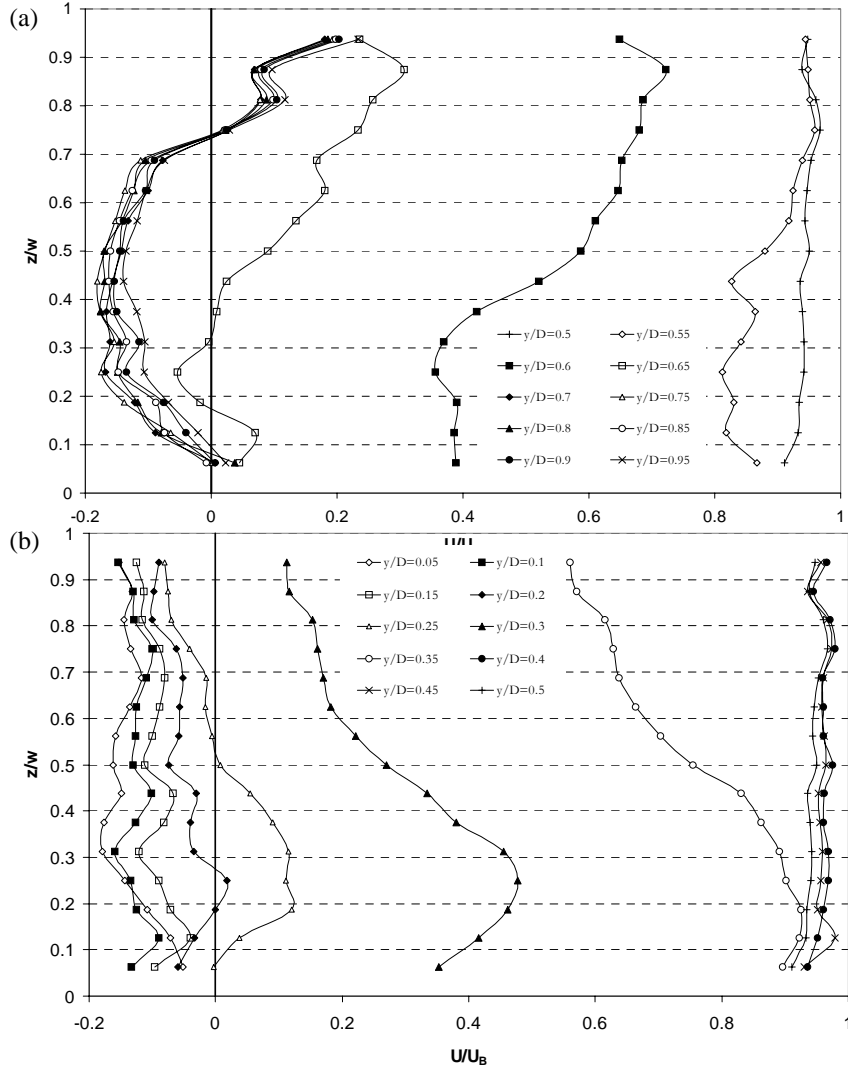 (a)
1
0.9
0.8
0.7
0.6
z/w
0.5
0.4
0.3
0.2
0.1
0
y/D=0.5 y/D=0.55
y/D=0.6 y/D=0.65
y/D=0.7 y/D=0.75
y/D=0.8 y/D=0.85
y/D=0.9 y/D=0.95
-0.2 0 0.2 0.4 0.6 0.8 1
(b)
1
0.9
0.8
0.7
0.6
z/w
0.5
0.4
0.3
0.2
0.1
0
y/D=0.05 y/D=0.1
y/D=0.15 y/D=0.2
y/D=0.25 y/D=0.3
y/D=0.35 y/D=0.4
y/D=0.45 y/D=0.5
-0.2 0 0.2 0.4 0.6 0.8 1
U/U_B